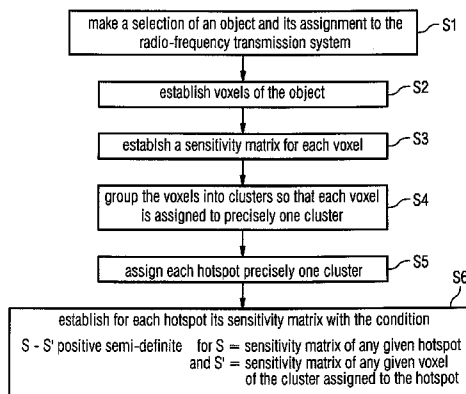 make a selection of an object and its assignment to the
radio-frequency transmission system
S1
establish voxels of the object
S2
establsh a sensitivity matrix for each voxel
S3
group the voxels into clusters so that each voxel
is assigned to precisely one cluster
S4
assign each hotspot precisely one cluster
S5
S6
establish for each hotspot its sensitivity matrix with the condition
S - S' positive semi-definite for S = sensitivity matrix of any given hotspot
and S' = sensitivity matrix of any given voxel
of the cluster assigned to the hotspot